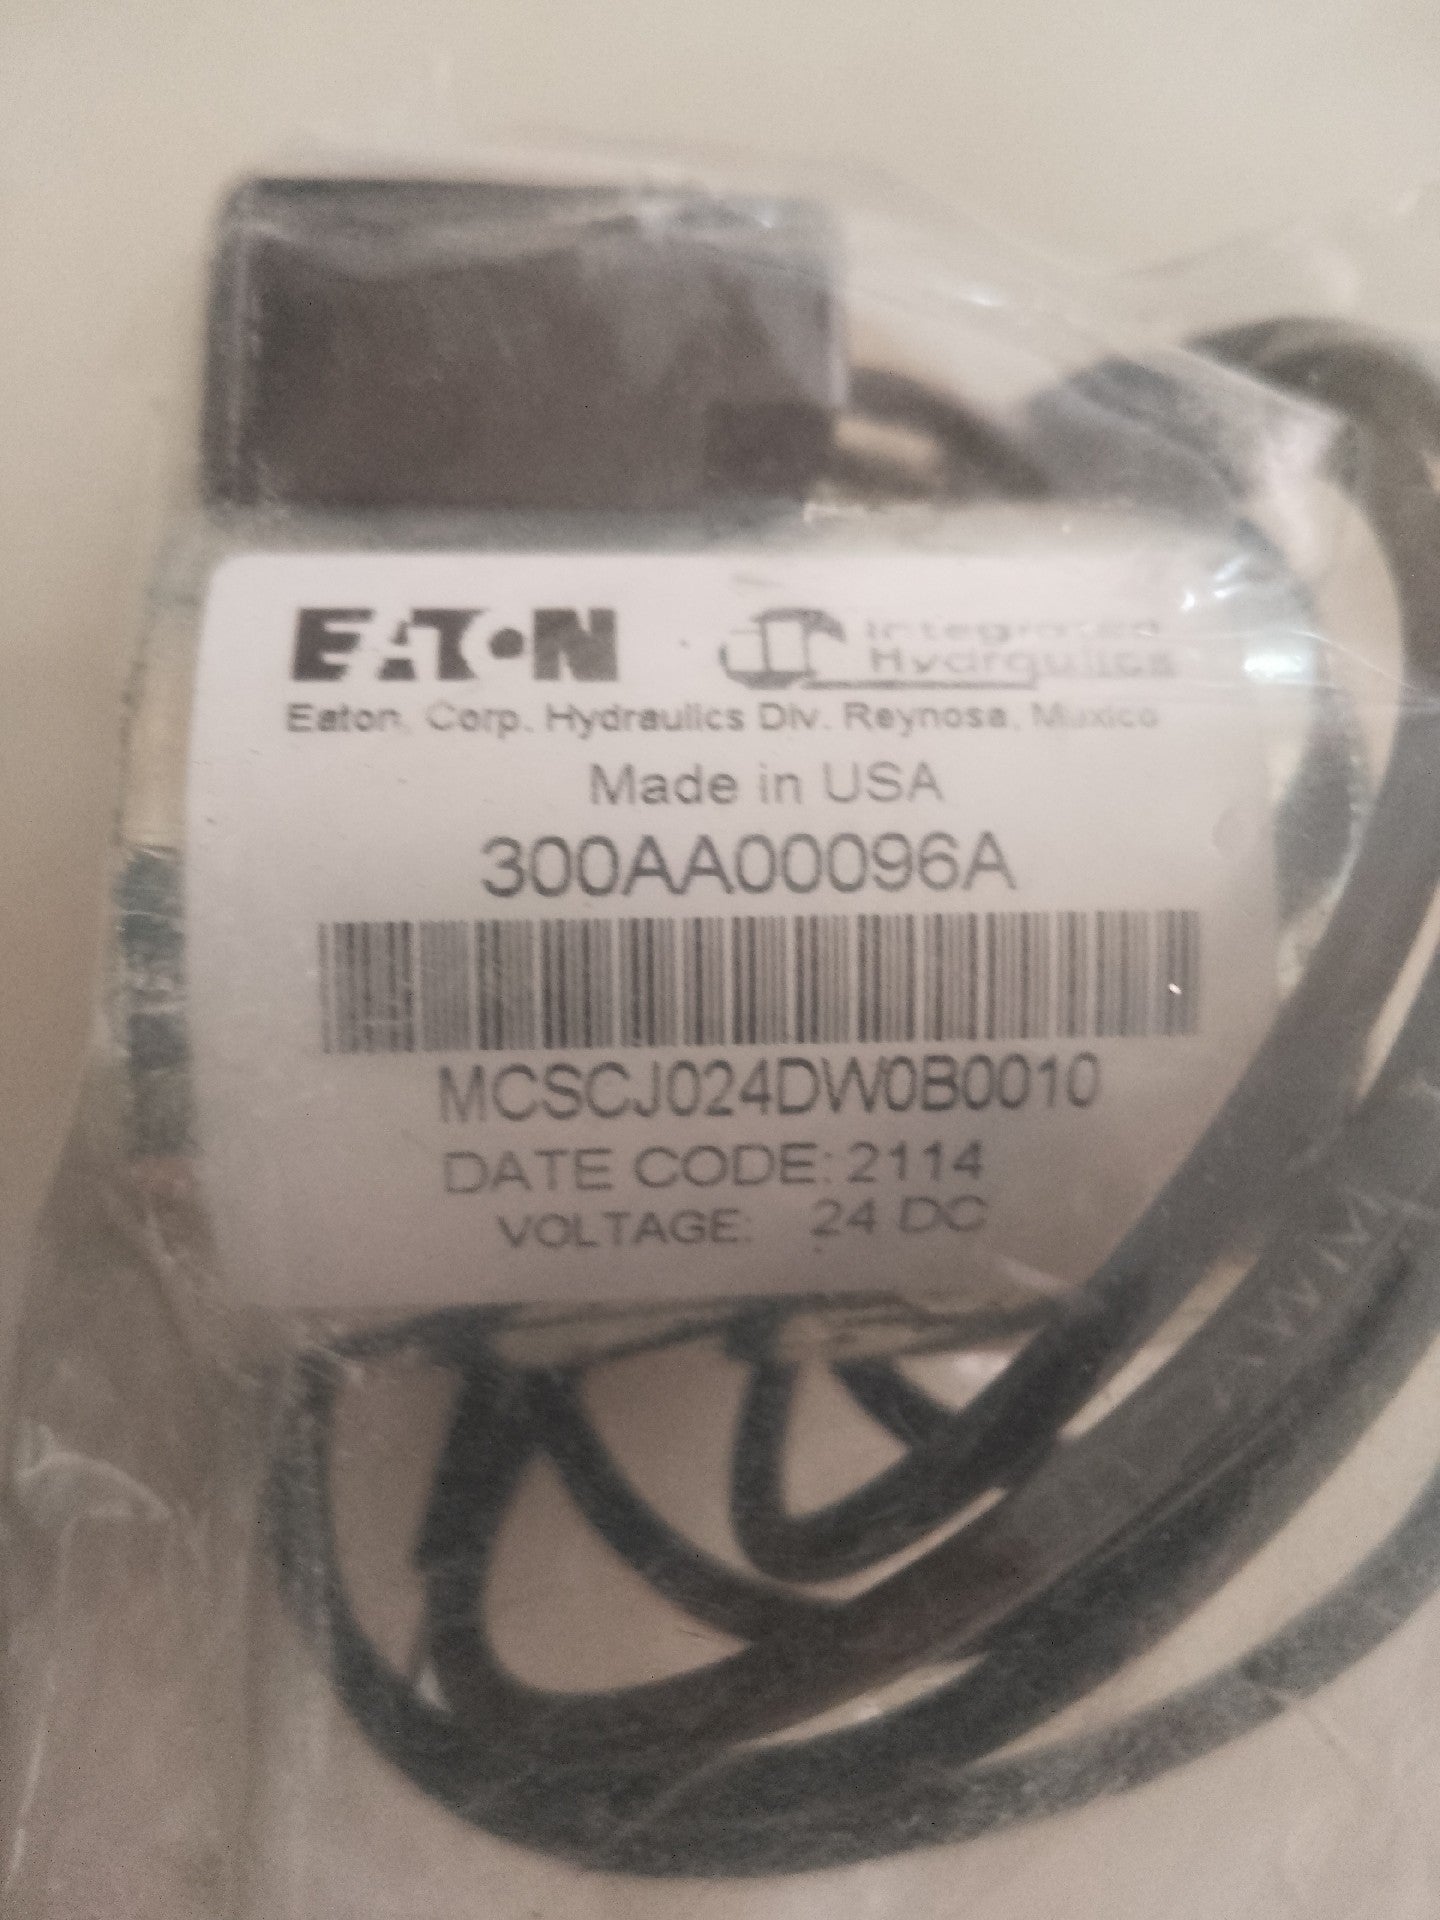 EATON Integrated
Hydraulics
Eaton, Corp. Hydraulics Div. Reynosa, Mexico
Made in USA
300AA00096A
MCSCJ024DW0B0010
DATE CODE: 2114
VOLTAGE: 24 DC